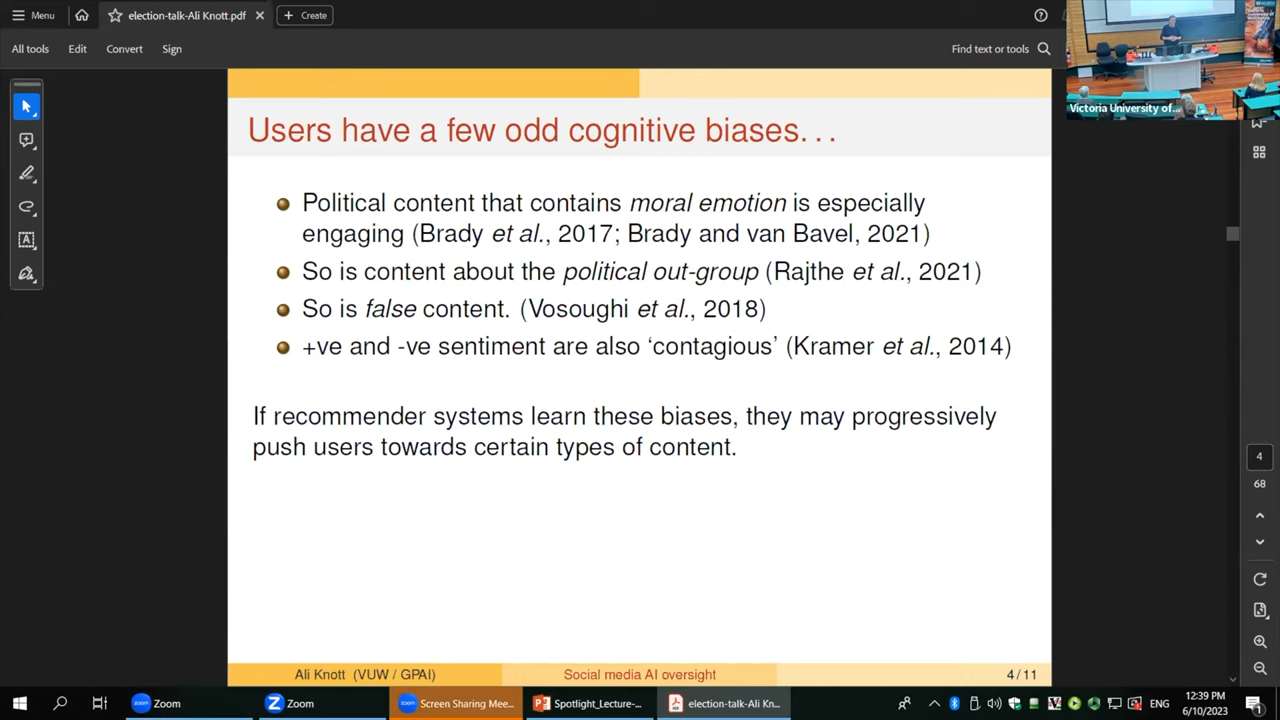 Menu
election-talk-Ali Knott.pdf
Create
All tools
Edit
Convert
Sign
Find text or tools
Victoria University of...
Users have a few odd cognitive biases...
Political content that contains moral emotion is especially
engaging (Brady et al., 2017; Brady and van Bavel, 2021)
So is content about the political out-group (Rajthe et al., 2021)
So is false content. (Vosoughi et al., 2018)
+ve and -ve sentiment are also ‘contagious’ (Kramer et al., 2014)
If recommender systems learn these biases, they may progressively
push users towards certain types of content.
4
68
Ali Knott (VUW / GPAI)
Social media AI oversight
4 / 11
Zoom
Zoom
Screen Sharing Mee...
Spotlight_Lecture-...
election-talk-Ali Kn...
ENG
12:39 PM
6/10/2023